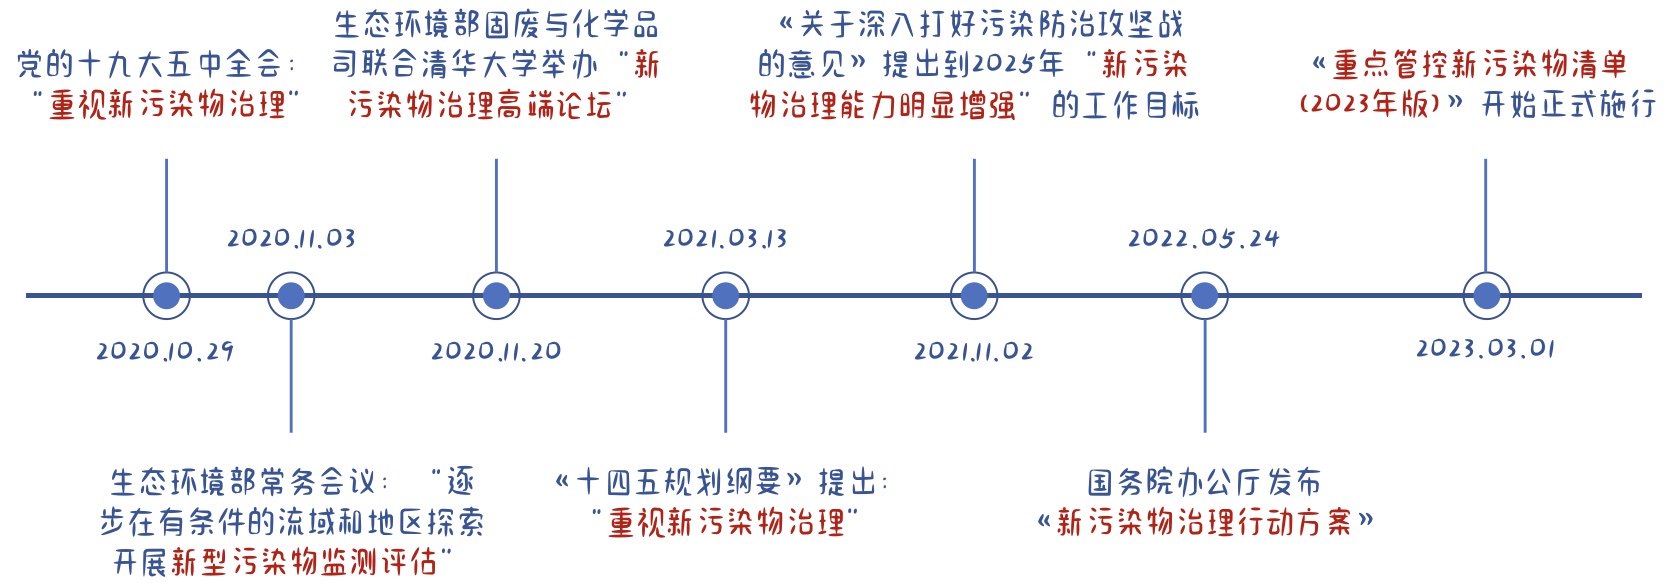 党的十九大五中全会：
"重视新污染物治理"
生态环境部固废与化学品
司联合清华大学举办"新
污染物治理高端论坛"
《关于深入打好污染防治攻坚战
的意见》提出到2025年"新污染
物治理能力明显增强"的工作目标
《重点管控新污染物清单
(2023年版)》开始正式施行
2020.11.03
2021.03.13
2022.05.24
2020.10.29
2020.11.20
2021.11.02
2023.03.01
生态环境部常务会议："逐
步在有条件的流域和地区探索
开展新型污染物监测评估"
《十四五规划纲要》提出：
"重视新污染物治理"
国务院办公厅发布
《新污染物治理行动方案》